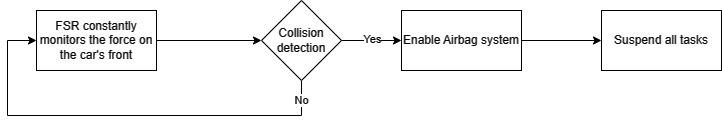 FSR constantly
monitors the force on
the car's front
Collision
detection
Yes
Enable Airbag system
Suspend all tasks
No